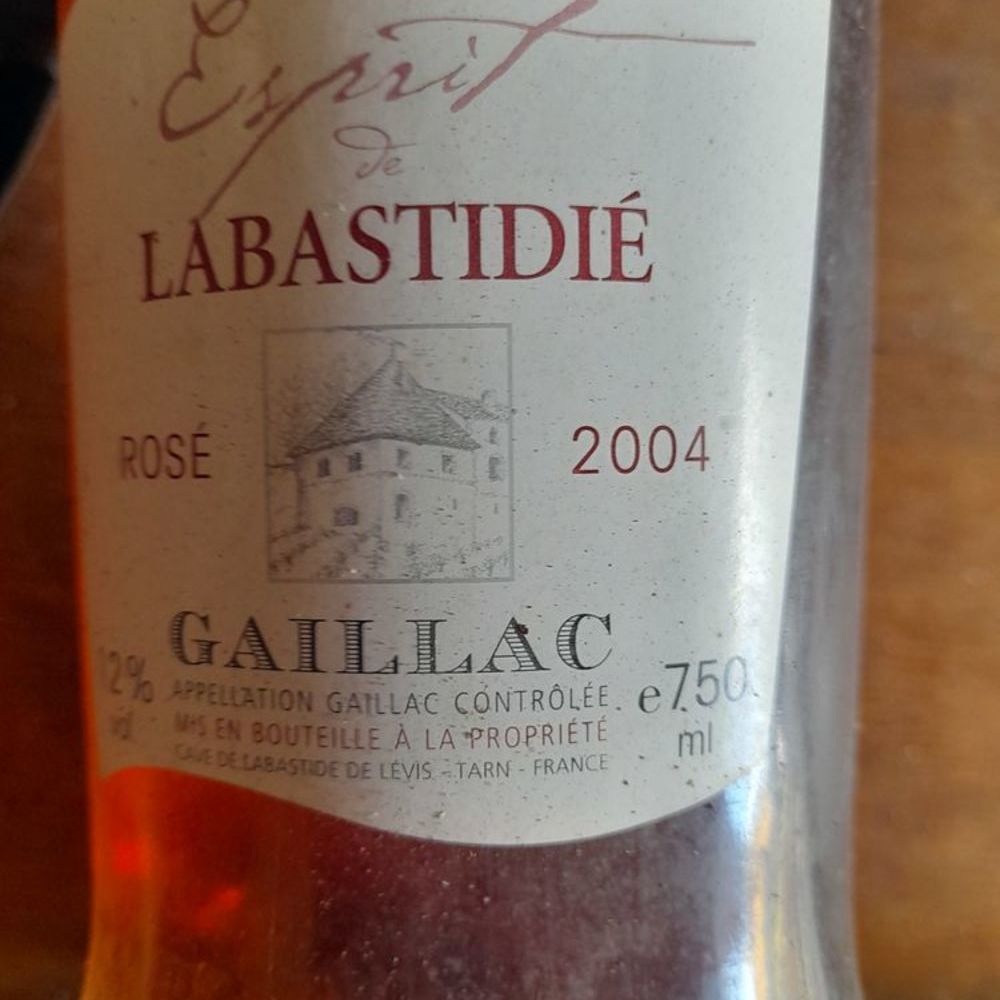 Esprit
de
LABASTIDIÉ
ROSÉ 2004
GAILLAC
12% vol. APPELLATION GAILLAC CONTRÔLÉE. e750 ml
MIS EN BOUTEILLE À LA PROPRIÉTÉ
CAVE DE LABASTIDE DE LÉVIS - TARN - FRANCE